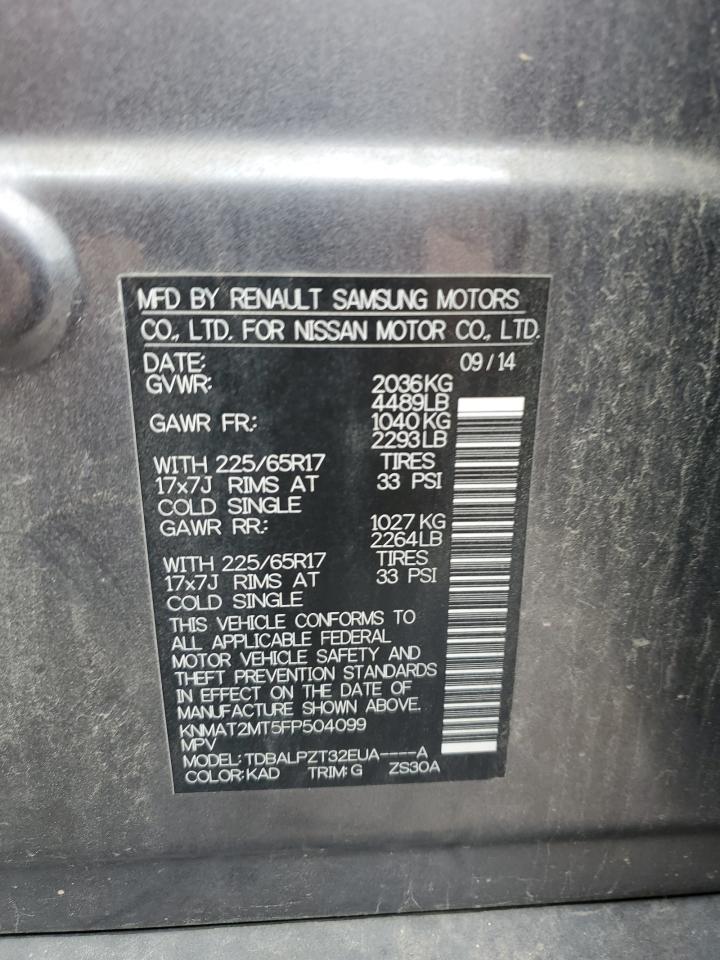 MFD BY RENAULT SAMSUNG MOTORS
CO., LTD. FOR NISSAN MOTOR CO., LTD.
DATE: 09/14
GVWR: 2036KG
4489LB
GAWR FR.: 1040KG
2293LB
WITH 225/65R17 TIRES
17x7J RIMS AT 33 PSI
COLD SINGLE
GAWR RR.: 1027KG
2264LB
WITH 225/65R17 TIRES
17x7J RIMS AT 33 PSI
COLD SINGLE
THIS VEHICLE CONFORMS TO
ALL APPLICABLE FEDERAL
MOTOR VEHICLE SAFETY AND
THEFT PREVENTION STANDARDS
IN EFFECT ON THE DATE OF
MANUFACTURE SHOWN ABOVE.
KNMAT2MT5FP504099
MPV
MODEL:TDBALPZT32EUA----A
COLOR:KAD TRIM:G ZS30A